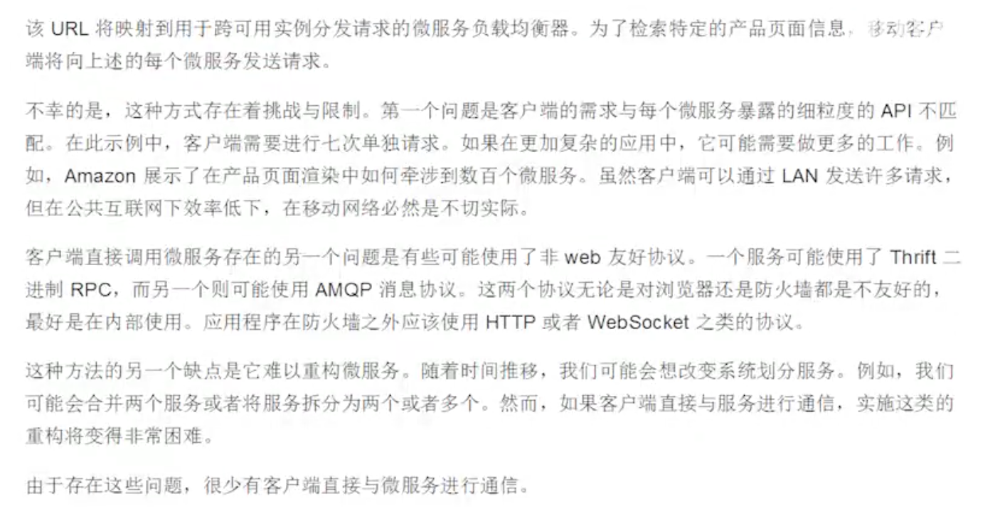 该 URL 将映射到用于跨可用实例分发请求的微服务负载均衡器。为了检索特定的产品页面信息，移动客户
端将向上述的每个微服务发送请求。
不幸的是，这种方式存在着挑战与限制。第一个问题是客户端的需求与每个微服务暴露的细粒度的 API 不匹
配。在此示例中，客户端需要进行七次单独请求。如果在更加复杂的应用中，它可能需要做更多的工作。例
如，Amazon 展示了在产品页面渲染中如何牵涉到数百个微服务。虽然客户端可以通过 LAN 发送许多请求，
但在公共互联网下效率低下，在移动网络必然是不切实际。
客户端直接调用微服务存在的另一个问题是有些可能使用了非 web 友好协议。一个服务可能使用了 Thrift 二
进制 RPC，而另一个则可能使用 AMQP 消息协议。这两个协议无论是对浏览器还是防火墙都是不友好的，
最好是在内部使用。应用程序在防火墙之外应该使用 HTTP 或者 WebSocket 之类的协议。
这种方法的另一个缺点是它难以重构微服务。随着时间推移，我们可能会想改变系统划分服务。例如，我们
可能会合并两个服务或者将服务拆分为两个或者多个。然而，如果客户端直接与服务进行通信，实施这类的
重构将变得非常困难。
由于存在这些问题，很少有客户端直接与微服务进行通信。